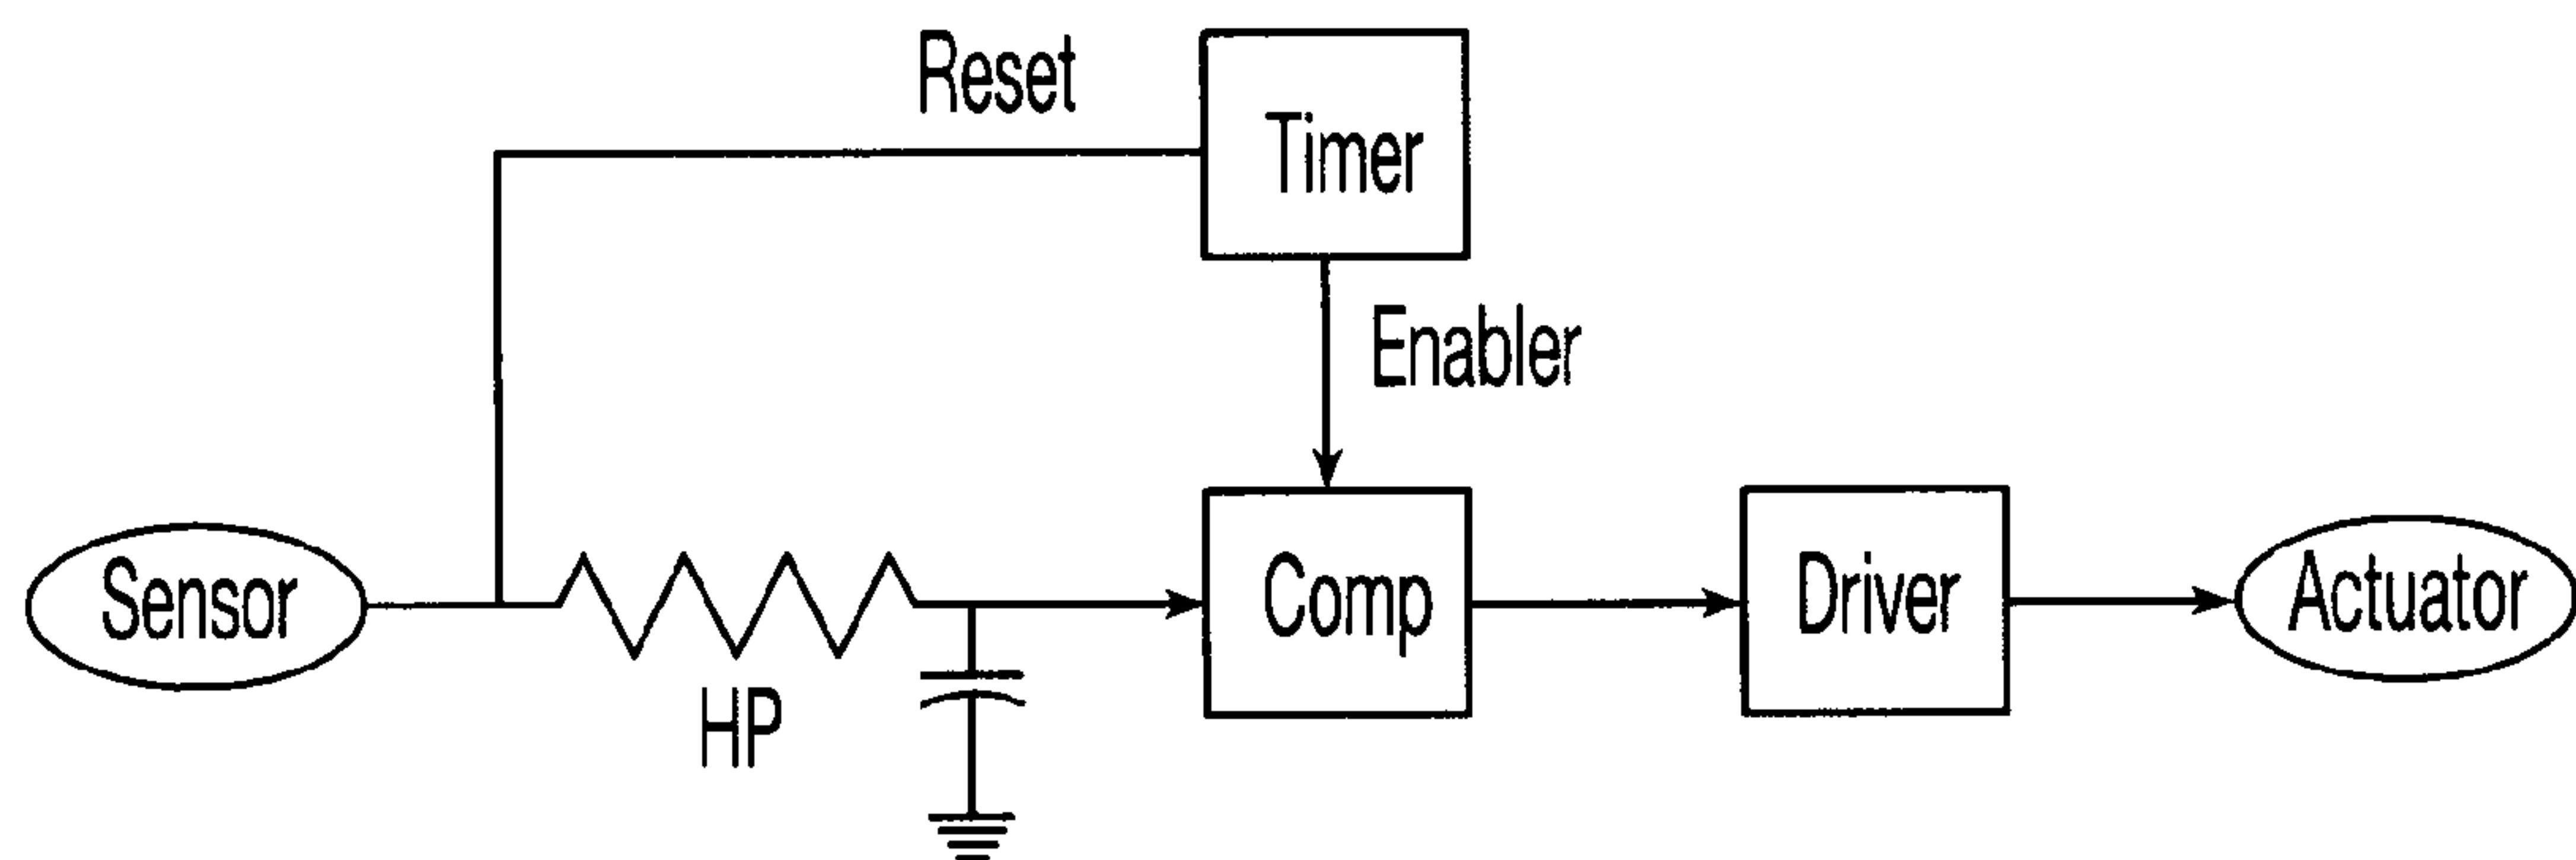 Reset
Timer
Enabler
Sensor
HP
Comp
Driver
Actuator